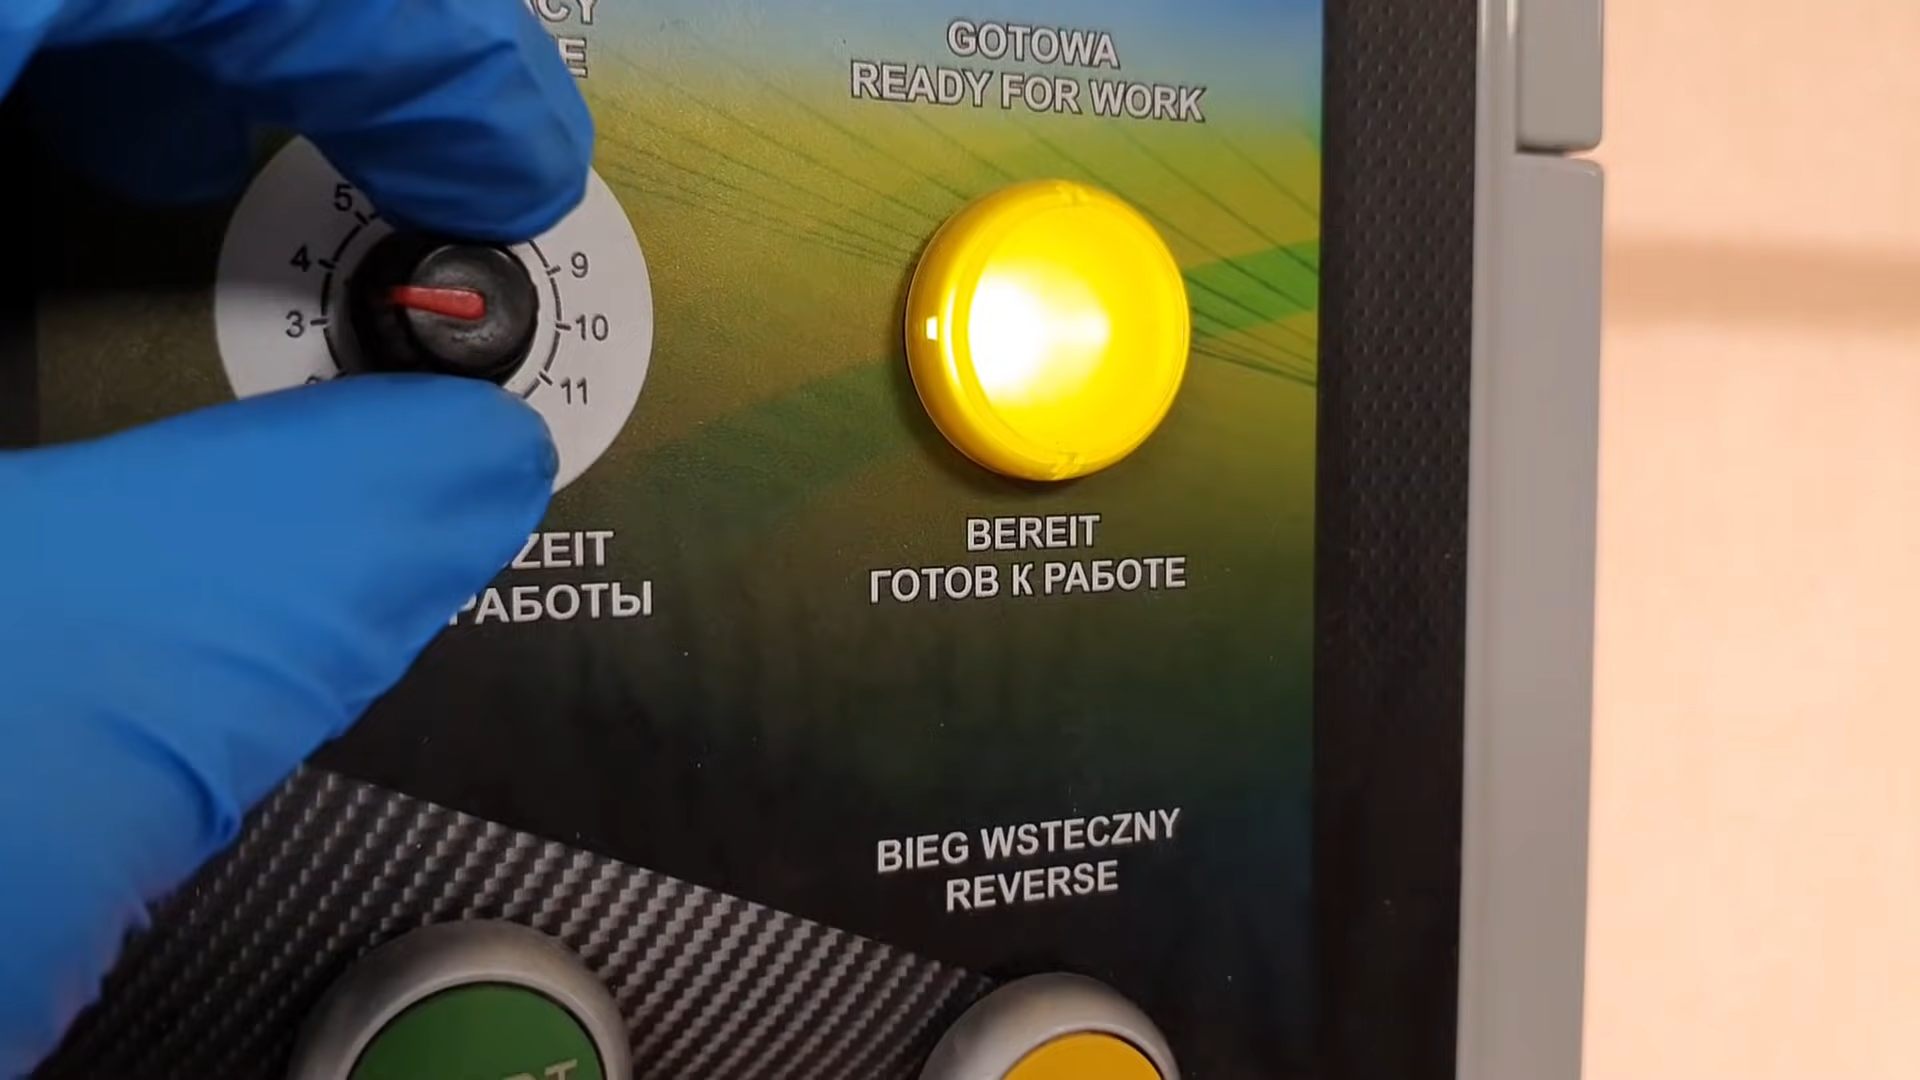 GOTOWA
READY FOR WORK
5
4
3
9
10
11
ZEIT
РАБОТЫ
BEREIT
ГОТОВ К РАБОТЕ
BIEG WSTECZNY
REVERSE